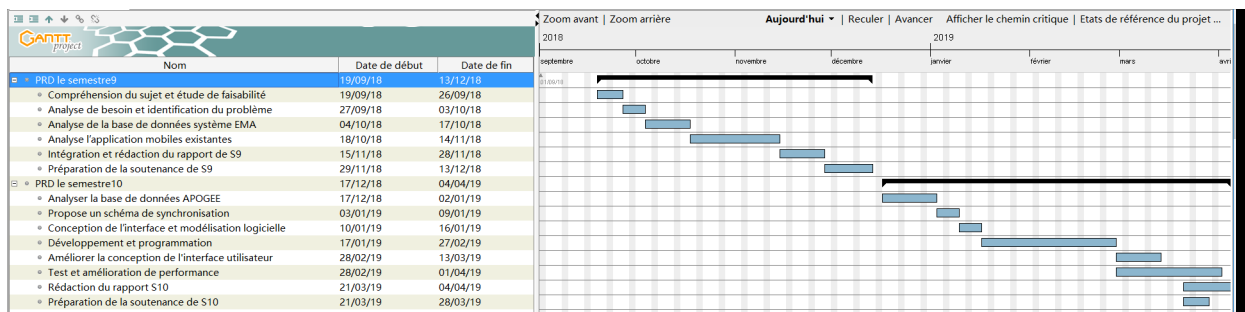 Zoom avant | Zoom arrière Aujourd'hui | Reculer | Avancer Afficher le chemin critique | Etats de référence du projet ...
GANTT project
2018 2019
Nom Date de début Date de fin
septembre octobre novembre décembre janvier février mars avri
PRD le semestre9 19/09/18 13/12/18
Compréhension du sujet et étude de faisabilité 19/09/18 26/09/18
Analyse de besoin et identification du problème 27/09/18 03/10/18
Analyse de la base de données système EMA 04/10/18 17/10/18
Analyse l'application mobiles existantes 18/10/18 14/11/18
Intégration et rédaction du rapport de S9 15/11/18 28/11/18
Préparation de la soutenance de S9 29/11/18 13/12/18
PRD le semestre10 17/12/18 04/04/19
Analyser la base de données APOGEE 17/12/18 02/01/19
Propose un schéma de synchronisation 03/01/19 09/01/19
Conception de l'interface et modélisation logicielle 10/01/19 16/01/19
Développement et programmation 17/01/19 27/02/19
Améliorer la conception de l'interface utilisateur 28/02/19 13/03/19
Test et amélioration de performance 28/02/19 01/04/19
Rédaction du rapport S10 21/03/19 04/04/19
Préparation de la soutenance de S10 21/03/19 28/03/19